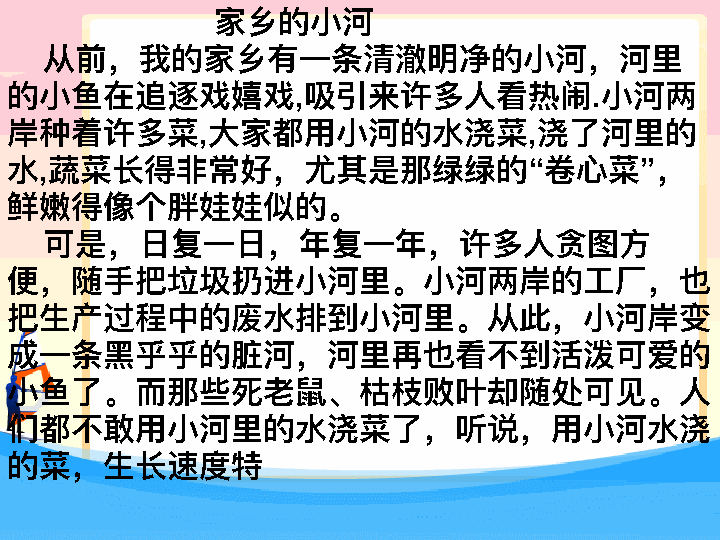 家乡的小河
从前，我的家乡有一条清澈明净的小河，河里
的小鱼在追逐戏嬉戏,吸引来许多人看热闹.小河两
岸种着许多菜,大家都用小河的水浇菜,浇了河里的
水,蔬菜长得非常好，尤其是那绿绿的“卷心菜”，
鲜嫩得像个胖娃娃似的。
可是，日复一日，年复一年，许多人贪图方
便，随手把垃圾扔进小河里。小河两岸的工厂，也
把生产过程中的废水排到小河里。从此，小河岸变
成一条黑乎乎的脏河，河里再也看不到活泼可爱的
小鱼了。而那些死老鼠、枯枝败叶却随处可见。人
们都不敢用小河里的水浇菜了，听说，用小河水浇
的菜，生长速度特